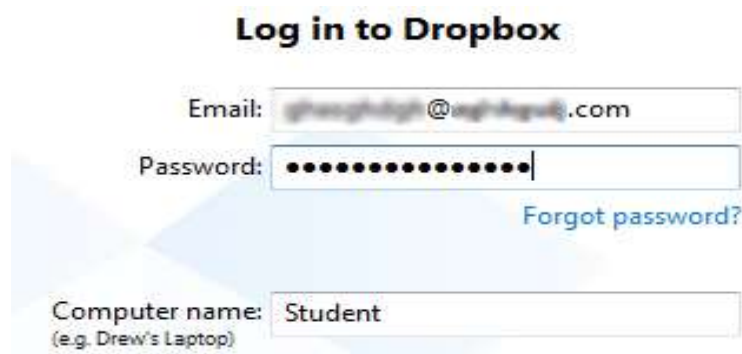 Log in to Dropbox
Email: @ .com
Password: ●●●●●●●●●●●●●●●
Forgot password?
Computer name: Student
(e.g. Drew's Laptop)